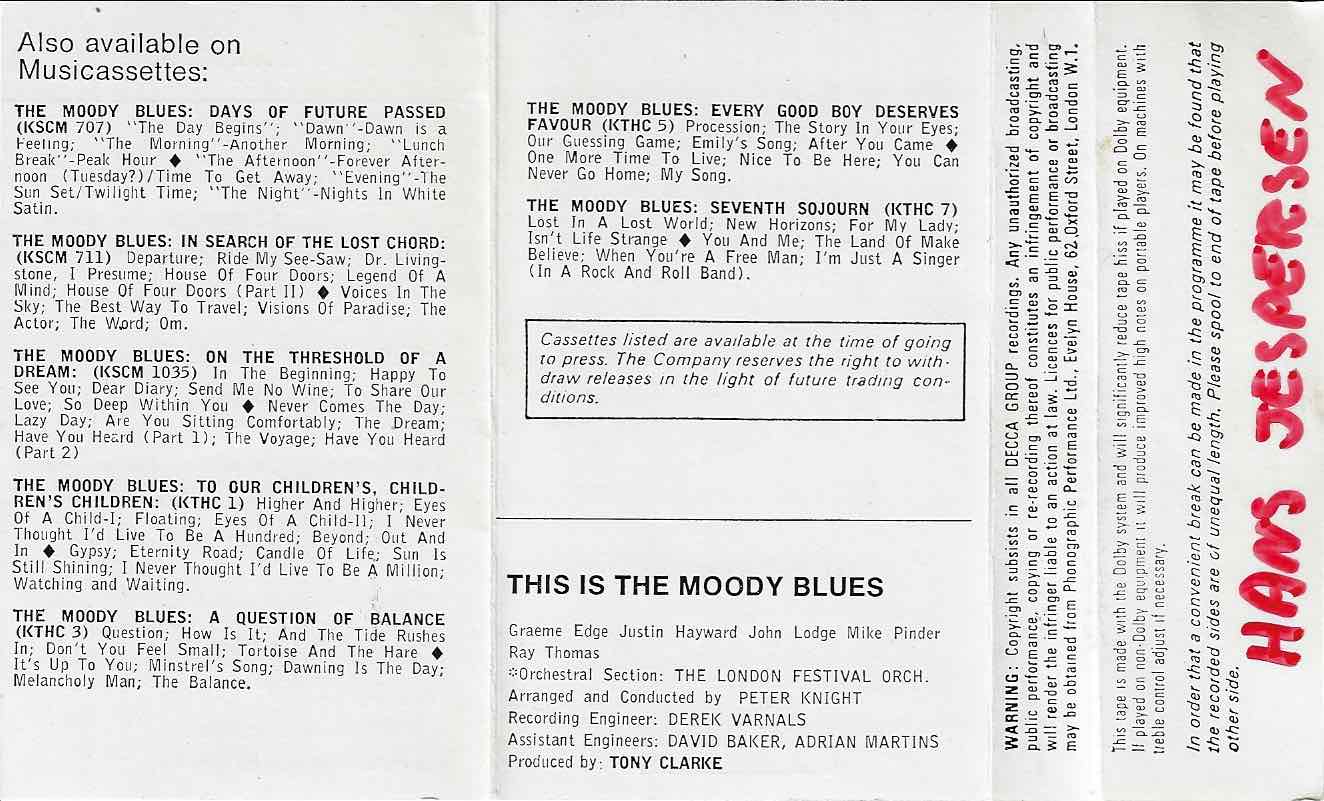 Also available on
Musicassettes:
THE MOODY BLUES: DAYS OF FUTURE PASSED
(KSCM 707) "The Day Begins"; "Dawn"-Dawn is a
Feeling; "The Morning"-Another Morning; "Lunch
Break"-Peak Hour ♦ "The Afternoon"-Forever After-
noon (Tuesday?)/Time To Get Away; "Evening"-The
Sun Set/Twilight Time; "The Night"-Nights In White
Satin.
THE MOODY BLUES: IN SEARCH OF THE LOST CHORD:
(KSCM 711) Departure; Ride My See-Saw; Dr. Living-
stone, I Presume; House Of Four Doors; Legend Of A
Mind; House Of Four Doors (Part II) ♦ Voices In The
Sky; The Best Way To Travel; Visions Of Paradise; The
Actor; The Word; Om.
THE MOODY BLUES: ON THE THRESHOLD OF A
DREAM: (KSCM 1035) In The Beginning; Happy To
See You; Dear Diary; Send Me No Wine; To Share Our
Love; So Deep Within You ♦ Never Comes The Day;
Lazy Day; Are You Sitting Comfortably; The Dream;
Have You Heard (Part 1); The Voyage; Have You Heard
(Part 2)
THE MOODY BLUES: TO OUR CHILDREN'S, CHILD-
REN'S CHILDREN: (KTHC 1) Higher And Higher; Eyes
Of A Child-I; Floating; Eyes Of A Child-II; I Never
Thought I'd Live To Be A Hundred; Beyond; Out And
In ♦ Gypsy; Eternity Road; Candle Of Life; Sun Is
Still Shining; I Never Thought I'd Live To Be A Million;
Watching and Waiting.
THE MOODY BLUES: A QUESTION OF BALANCE
(KTHC 3) Question; How Is It; And The Tide Rushes
In; Don't You Feel Small; Tortoise And The Hare ♦
It's Up To You; Minstrel's Song; Dawning Is The Day;
Melancholy Man; The Balance.
THE MOODY BLUES: EVERY GOOD BOY DESERVES
FAVOUR (KTHC 5) Procession; The Story In Your Eyes;
Our Guessing Game; Emily's Song; After You Came ♦
One More Time To Live; Nice To Be Here; You Can
Never Go Home; My Song.
THE MOODY BLUES: SEVENTH SOJOURN (KTHC 7)
Lost In A Lost World; New Horizons; For My Lady;
Isn't Life Strange ♦ You And Me; The Land Of Make
Believe; When You're A Free Man; I'm Just A Singer
(In A Rock And Roll Band).
Cassettes listed are available at the time of going
to press. The Company reserves the right to with-
draw releases in the light of future trading con-
ditions.
THIS IS THE MOODY BLUES
Graeme Edge Justin Hayward John Lodge Mike Pinder
Ray Thomas
*Orchestral Section: THE LONDON FESTIVAL ORCH.
Arranged and Conducted by PETER KNIGHT
Recording Engineer: DEREK VARNALS
Assistant Engineers: DAVID BAKER, ADRIAN MARTINS
Produced by: TONY CLARKE
WARNING: Copyright subsists in all DECCA GROUP recordings. Any unauthorized broadcasting,
public performance, copying or re-recording thereof constitutes an infringement of copyright and
will render the infringer liable to an action at law. Licences for public performance or broadcasting
may be obtained from Phonographic Performance Ltd., Evelyn House, 62,Oxford Street, London W.1.
This tape is made with the Dolby system and will significantly reduce tape hiss if played on Dolby equipment.
If played on non-Dolby equipment it will produce improved high notes on portable players. On machines with
treble control adjust if necessary.
In order that a convenient break can be made in the programme it may be found that
the recorded sides are of unequal length. Please spool to end of tape before playing
other side.
HANS JESPERSEN